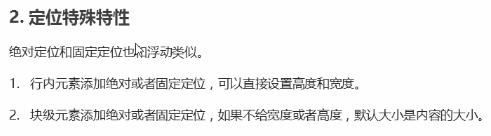 2. 定位特殊特性
绝对定位和固定定位也和浮动类似。
1. 行内元素添加绝对或者固定定位，可以直接设置高度和宽度。
2. 块级元素添加绝对或者固定定位，如果不给宽度或者高度，默认大小是内容的大小。